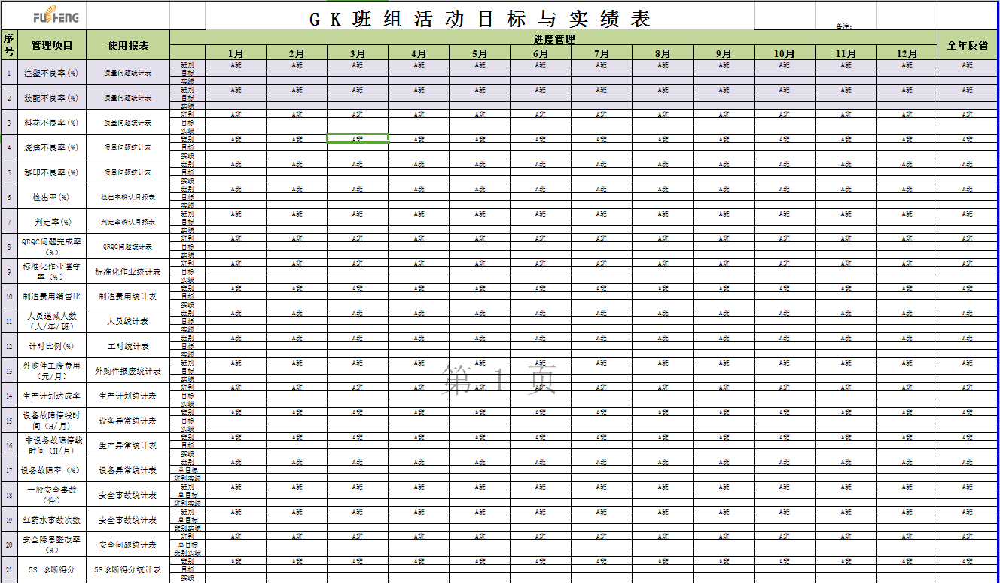 FUSHENG
GK班组活动目标与实绩表
备注:
序号 管理项目 使用报表 进度管理 全年反省
1月 2月 3月 4月 5月 6月 7月 8月 9月 10月 11月 12月
班别 A班 A班 A班 A班 A班 A班 A班 A班 A班 A班 A班 A班 A班
1 注塑不良率(%) 质量问题统计表 目标
实绩
班别 A班 A班 A班 A班 A班 A班 A班 A班 A班 A班 A班 A班 A班
2 装配不良率(%) 质量问题统计表 目标
实绩
班别 A班 A班 A班 A班 A班 A班 A班 A班 A班 A班 A班 A班 A班
3 料花不良率(%) 质量问题统计表 目标
实绩
班别 A班 A班 A班 A班 A班 A班 A班 A班 A班 A班 A班 A班 A班
4 烧焦不良率(%) 质量问题统计表 目标
实绩
班别 A班 A班 A班 A班 A班 A班 A班 A班 A班 A班 A班 A班 A班
5 移印不良率(%) 质量问题统计表 目标
实绩
班别 A班 A班 A班 A班 A班 A班 A班 A班 A班 A班 A班 A班 A班
6 检出率(%) 检出率确认月报表 目标
实绩
班别 A班 A班 A班 A班 A班 A班 A班 A班 A班 A班 A班 A班 A班
7 判定率(%) 判定率确认月报表 目标
实绩
班别 A班 A班 A班 A班 A班 A班 A班 A班 A班 A班 A班 A班 A班
8 QRQC问题完成率（%） QRQC问题统计表 目标
实绩
班别 A班 A班 A班 A班 A班 A班 A班 A班 A班 A班 A班 A班 A班
9 标准化作业遵守率（%） 标准化作业统计表 目标
实绩
班别 A班 A班 A班 A班 A班 A班 A班 A班 A班 A班 A班 A班 A班
10 制造费用销售比 制造费用统计表 目标
实绩
班别 A班 A班 A班 A班 A班 A班 A班 A班 A班 A班 A班 A班 A班
11 人员递减人数（人/年/班） 人员统计表 目标
实绩
班别 A班 A班 A班 A班 A班 A班 A班 A班 A班 A班 A班 A班 A班
12 计时比例(%) 工时统计表 目标
实绩
班别 A班 A班 A班 A班 A班 A班 A班 A班 A班 A班 A班 A班 A班
13 外购件工废费用（元/月） 外购件报废统计表 目标
实绩
第 1 页
班别 A班 A班 A班 A班 A班 A班 A班 A班 A班 A班 A班 A班 A班
14 生产计划达成率 生产计划统计表 目标
实绩
班别 A班 A班 A班 A班 A班 A班 A班 A班 A班 A班 A班 A班 A班
15 设备故障停线时间（H/月） 设备异常统计表 目标
实绩
班别 A班 A班 A班 A班 A班 A班 A班 A班 A班 A班 A班 A班 A班
16 非设备故障停线时间（H/月） 生产异常统计表 目标
实绩
班别 A班 A班 A班 A班 A班 A班 A班 A班 A班 A班 A班 A班 A班
17 设备故障率（%） 设备异常统计表 总目标
班别实绩
班别 A班 A班 A班 A班 A班 A班 A班 A班 A班 A班 A班 A班 A班
18 一般安全事故（件） 安全事故统计表 总目标
班别实绩
班别 A班 A班 A班 A班 A班 A班 A班 A班 A班 A班 A班 A班 A班
19 红药水事故次数 安全事故统计表 总目标
班别实绩
班别 A班 A班 A班 A班 A班 A班 A班 A班 A班 A班 A班 A班 A班
20 安全隐患整改率（%） 安全问题统计表 总目标
班别实绩
班别 A班 A班 A班 A班 A班 A班 A班 A班 A班 A班 A班 A班 A班
21 5S 诊断得分 5S诊断得分统计表 目标
实绩